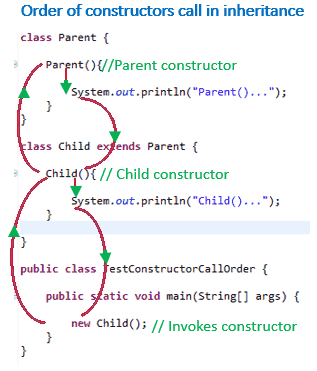 Order of constructors call in inheritance
class Parent {
Parent(){//Parent constructor
System.out.println("Parent()...");
}
}
class Child extends Parent {
Child(){ // Child constructor
System.out.println("Child()...");
}
}
public class TestConstructorCallOrder {
public static void main(String[] args) {
new Child(); // Invokes constructor
}
}